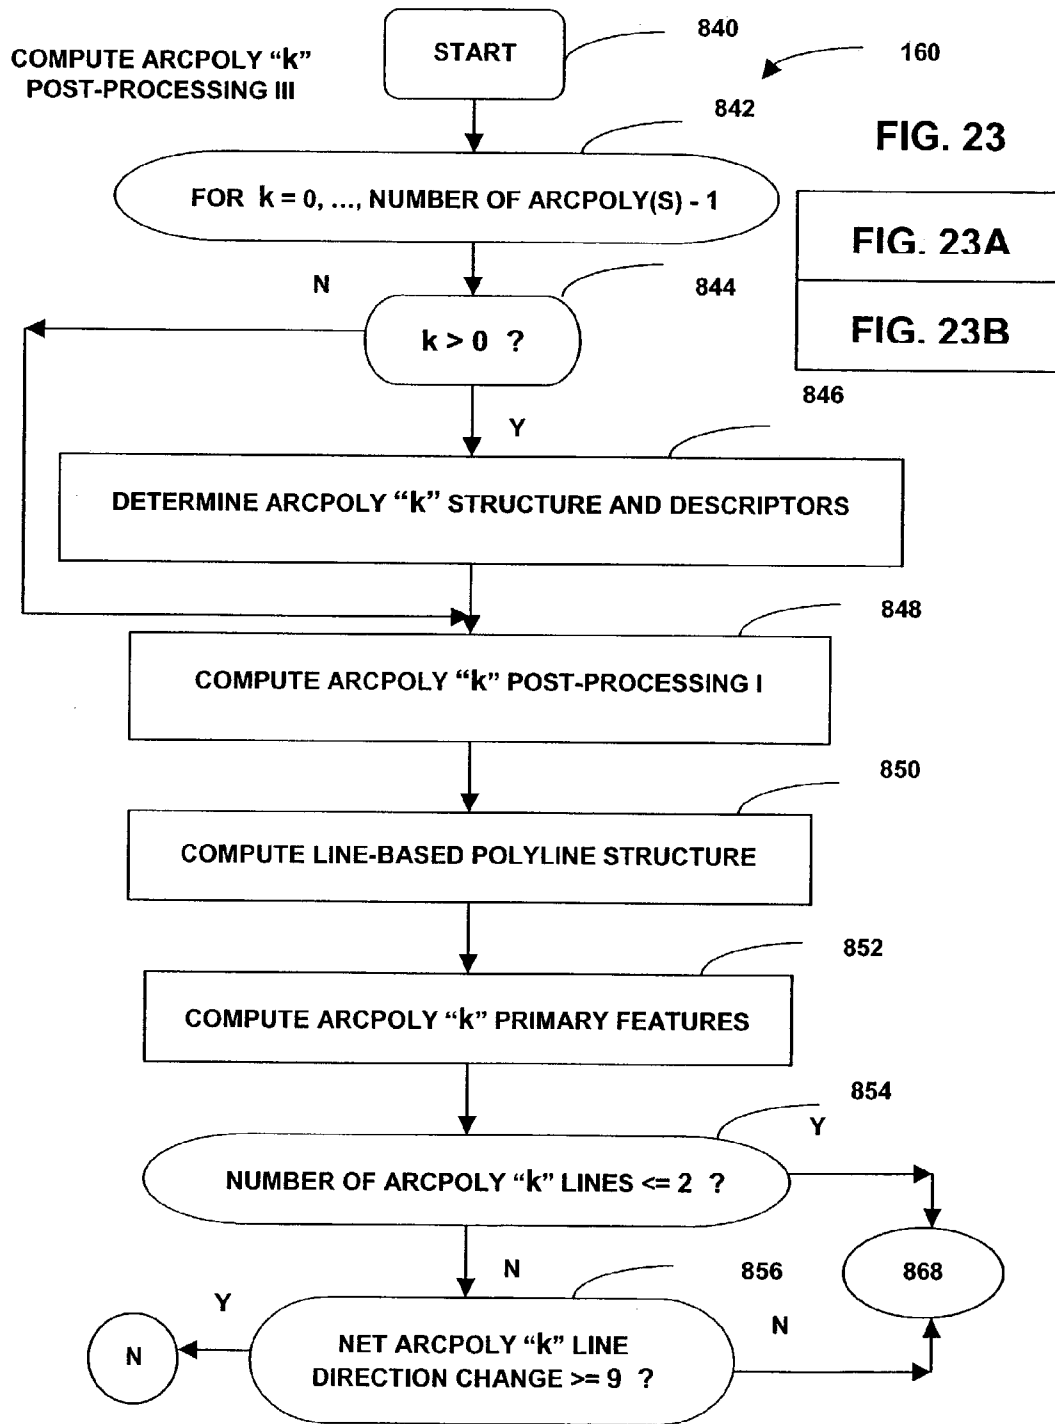 START
840
COMPUTE ARCPOLY “k”
POST-PROCESSING III
160
842
FIG. 23
FOR k = 0, ..., NUMBER OF ARCPOLY(S) - 1
FIG. 23A
FIG. 23B
N
844
k > 0 ?
846
Y
DETERMINE ARCPOLY “k” STRUCTURE AND DESCRIPTORS
848
COMPUTE ARCPOLY “k” POST-PROCESSING I
850
COMPUTE LINE-BASED POLYLINE STRUCTURE
852
COMPUTE ARCPOLY “k” PRIMARY FEATURES
854
Y
NUMBER OF ARCPOLY “k” LINES <= 2 ?
868
N
856
Y
N
N
NET ARCPOLY “k” LINE
DIRECTION CHANGE >= 9 ?